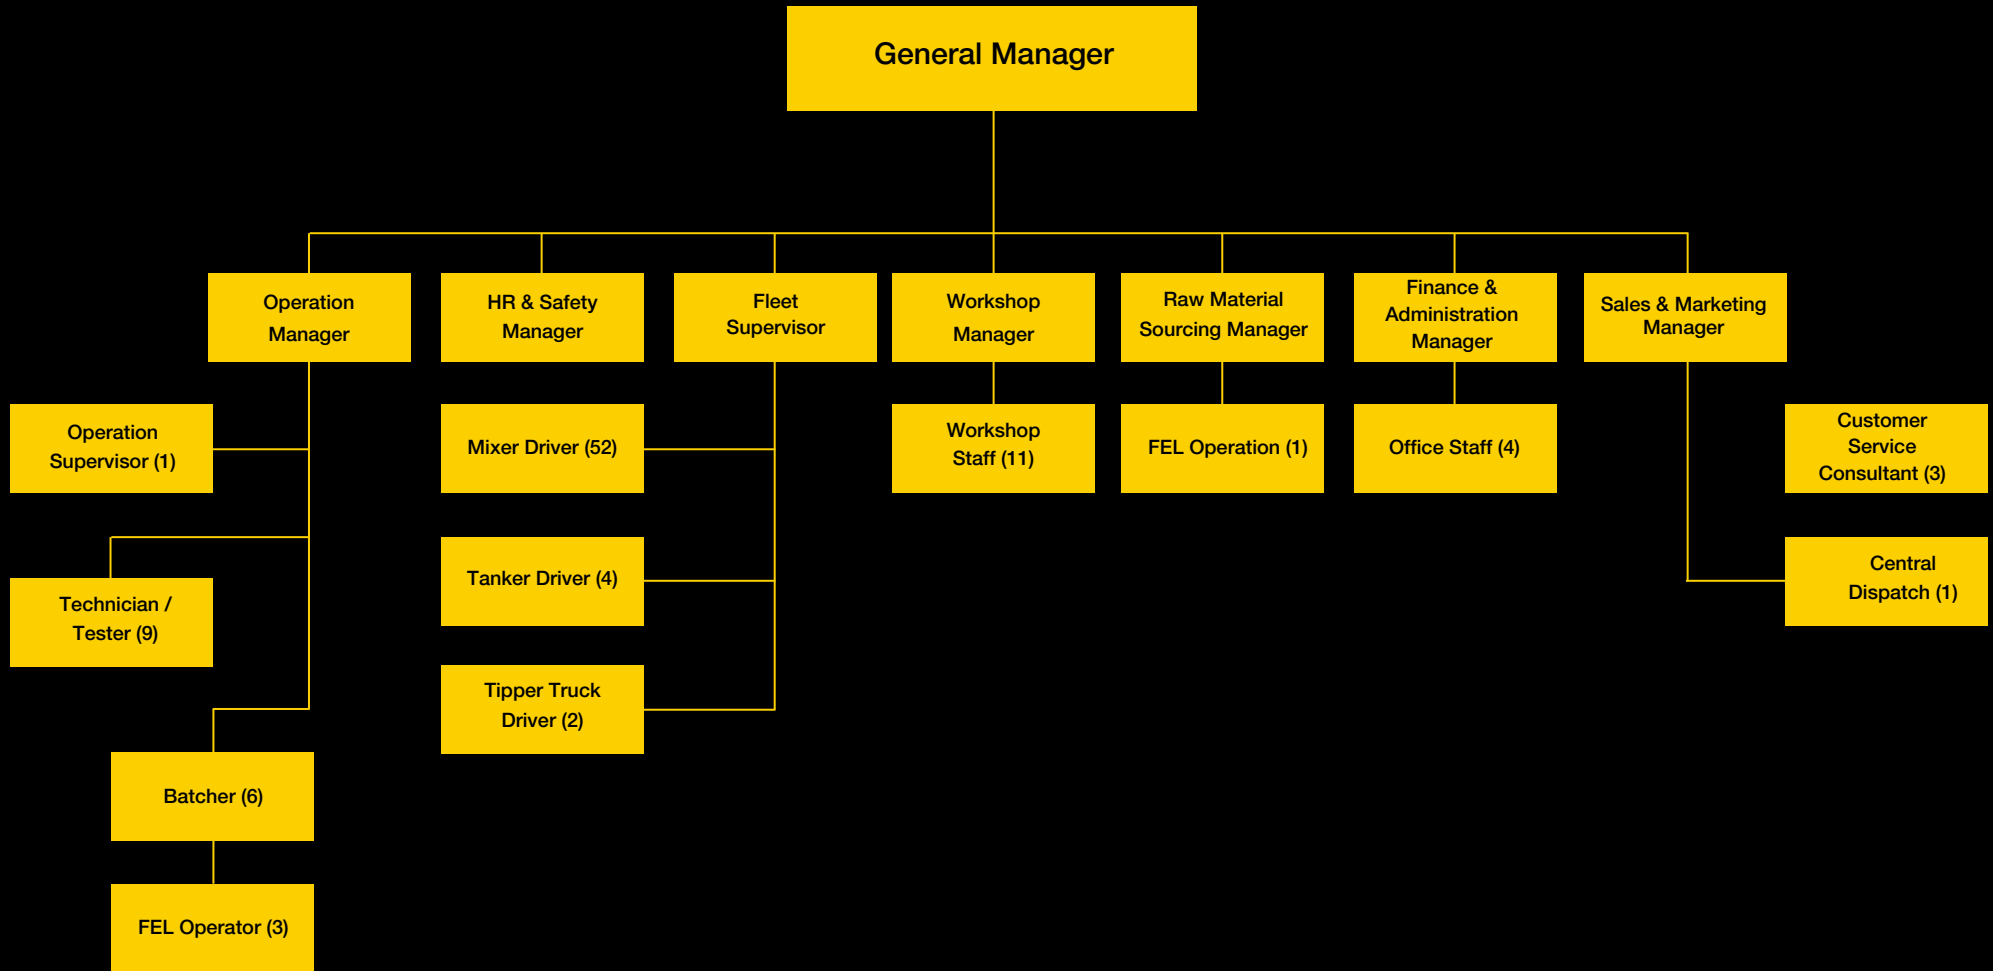 General Manager
Operation
Manager
HR & Safety
Manager
Fleet
Supervisor
Workshop
Manager
Raw Material
Sourcing Manager
Finance &
Administration
Manager
Sales & Marketing
Manager
Operation
Supervisor (1)
Mixer Driver (52)
Workshop
Staff (11)
FEL Operation (1)
Office Staff (4)
Customer
Service
Consultant (3)
Technician /
Tester (9)
Tanker Driver (4)
Central
Dispatch (1)
Tipper Truck
Driver (2)
Batcher (6)
FEL Operator (3)